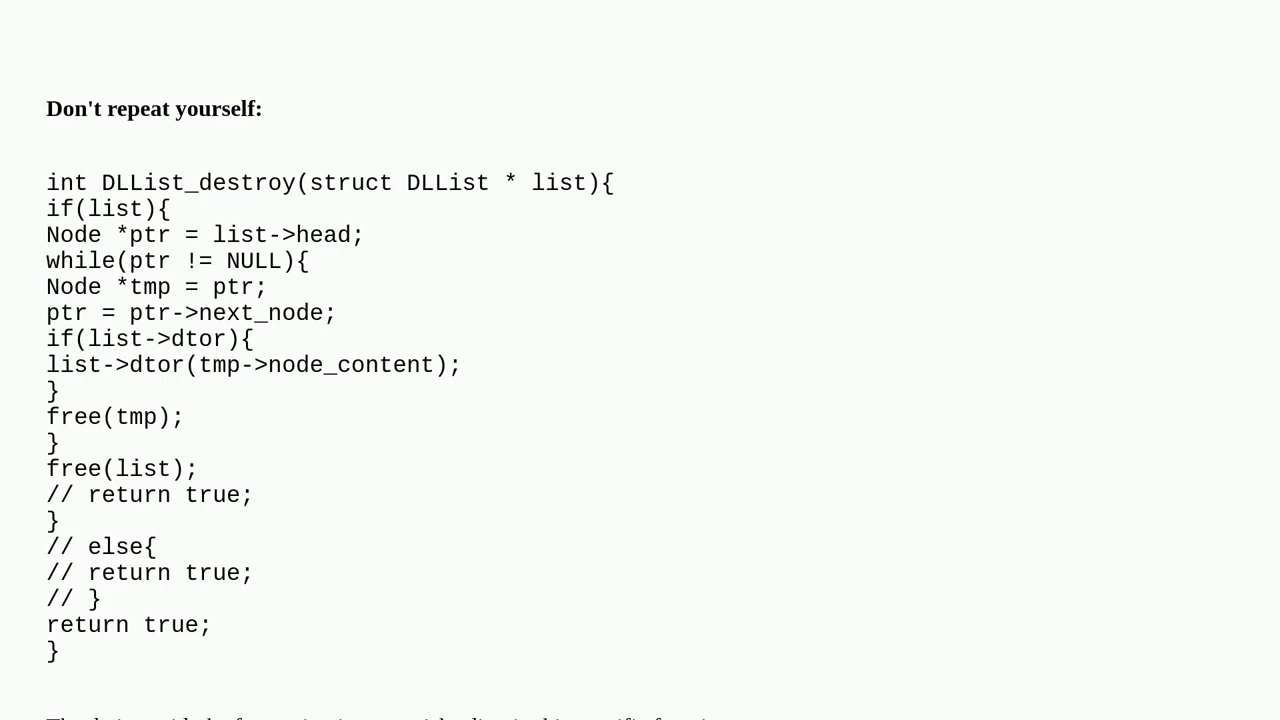 Don't repeat yourself:
int DLList_destroy(struct DLList * list){
if(list){
Node *ptr = list->head;
while(ptr != NULL){
Node *tmp = ptr;
ptr = ptr->next_node;
if(list->dtor){
list->dtor(tmp->node_content);
}
free(tmp);
}
free(list);
// return true;
}
// else{
// return true;
// }
return true;
}